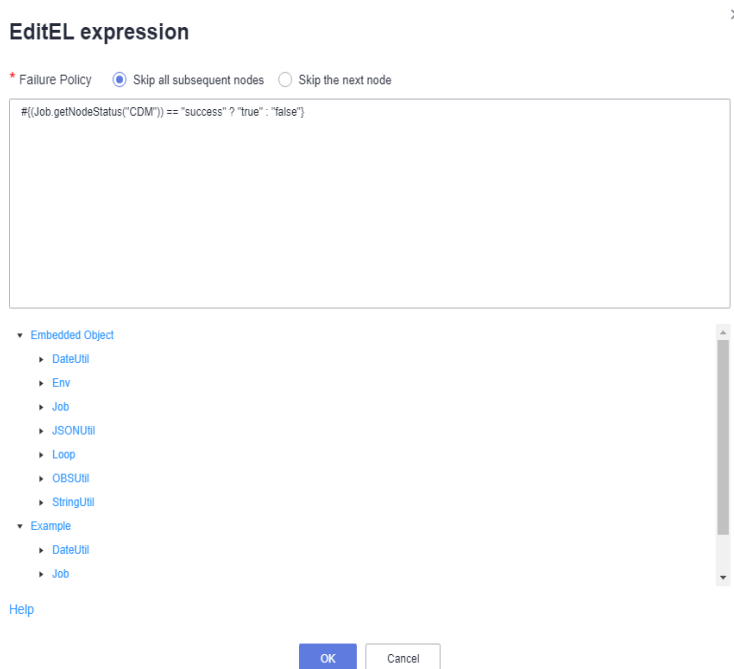 EditEL expression
* Failure Policy Skip all subsequent nodes Skip the next node
#{(Job.getNodeStatus("CDM")) == "success" ? "true" : "false"}
Embedded Object
DateUtil
Env
Job
JSONUtil
Loop
OBSUtil
StringUtil
Example
DateUtil
Job
Help
OK Cancel